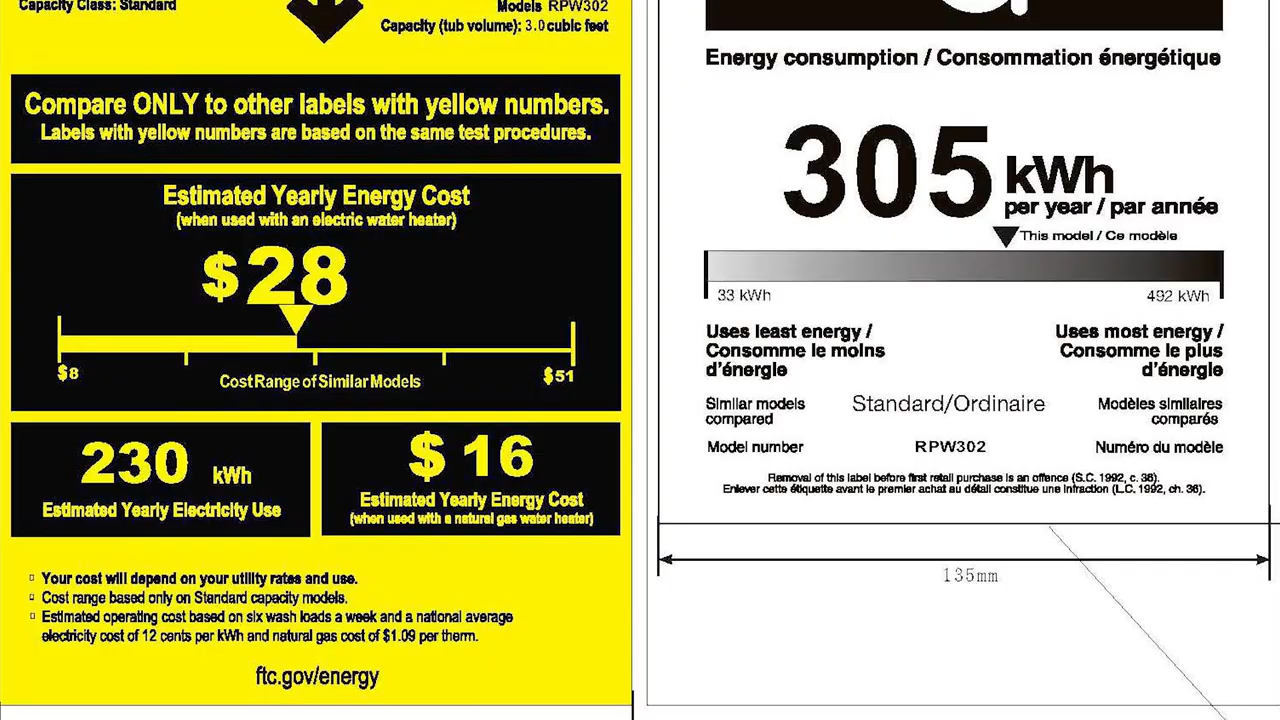 Capacity Class: Standard
Models RPW302
Capacity (tub volume): 3.0 cubic feet
Compare ONLY to other labels with yellow numbers.
Labels with yellow numbers are based on the same test procedures.
Estimated Yearly Energy Cost
(when used with an electric water heater)
$28
$8
Cost Range of Similar Models
$51
230 kWh
Estimated Yearly Electricity Use
$16
Estimated Yearly Energy Cost
(when used with a natural gas water heater)
Your cost will depend on your utility rates and use.
Cost range based only on Standard capacity models.
Estimated operating cost based on six wash loads a week and a national average
electricity cost of 12 cents per kWh and natural gas cost of $1.09 per therm.
ftc.gov/energy
Energy consumption / Consommation énergétique
305 kWh
per year / par année
This model / Ce modèle
33 kWh
492 kWh
Uses least energy /
Consomme le moins
d'énergie
Uses most energy /
Consomme le plus
d'énergie
Similar models
compared
Standard/Ordinaire
Modèles similaires
comparés
Model number
RPW302
Numéro du modèle
Removal of this label before first retail purchase is an offence (S.C. 1992, c. 36).
Enlever cette étiquette avant le premier achat au détail constitue une infraction (L.C. 1992, ch. 36).
135mm